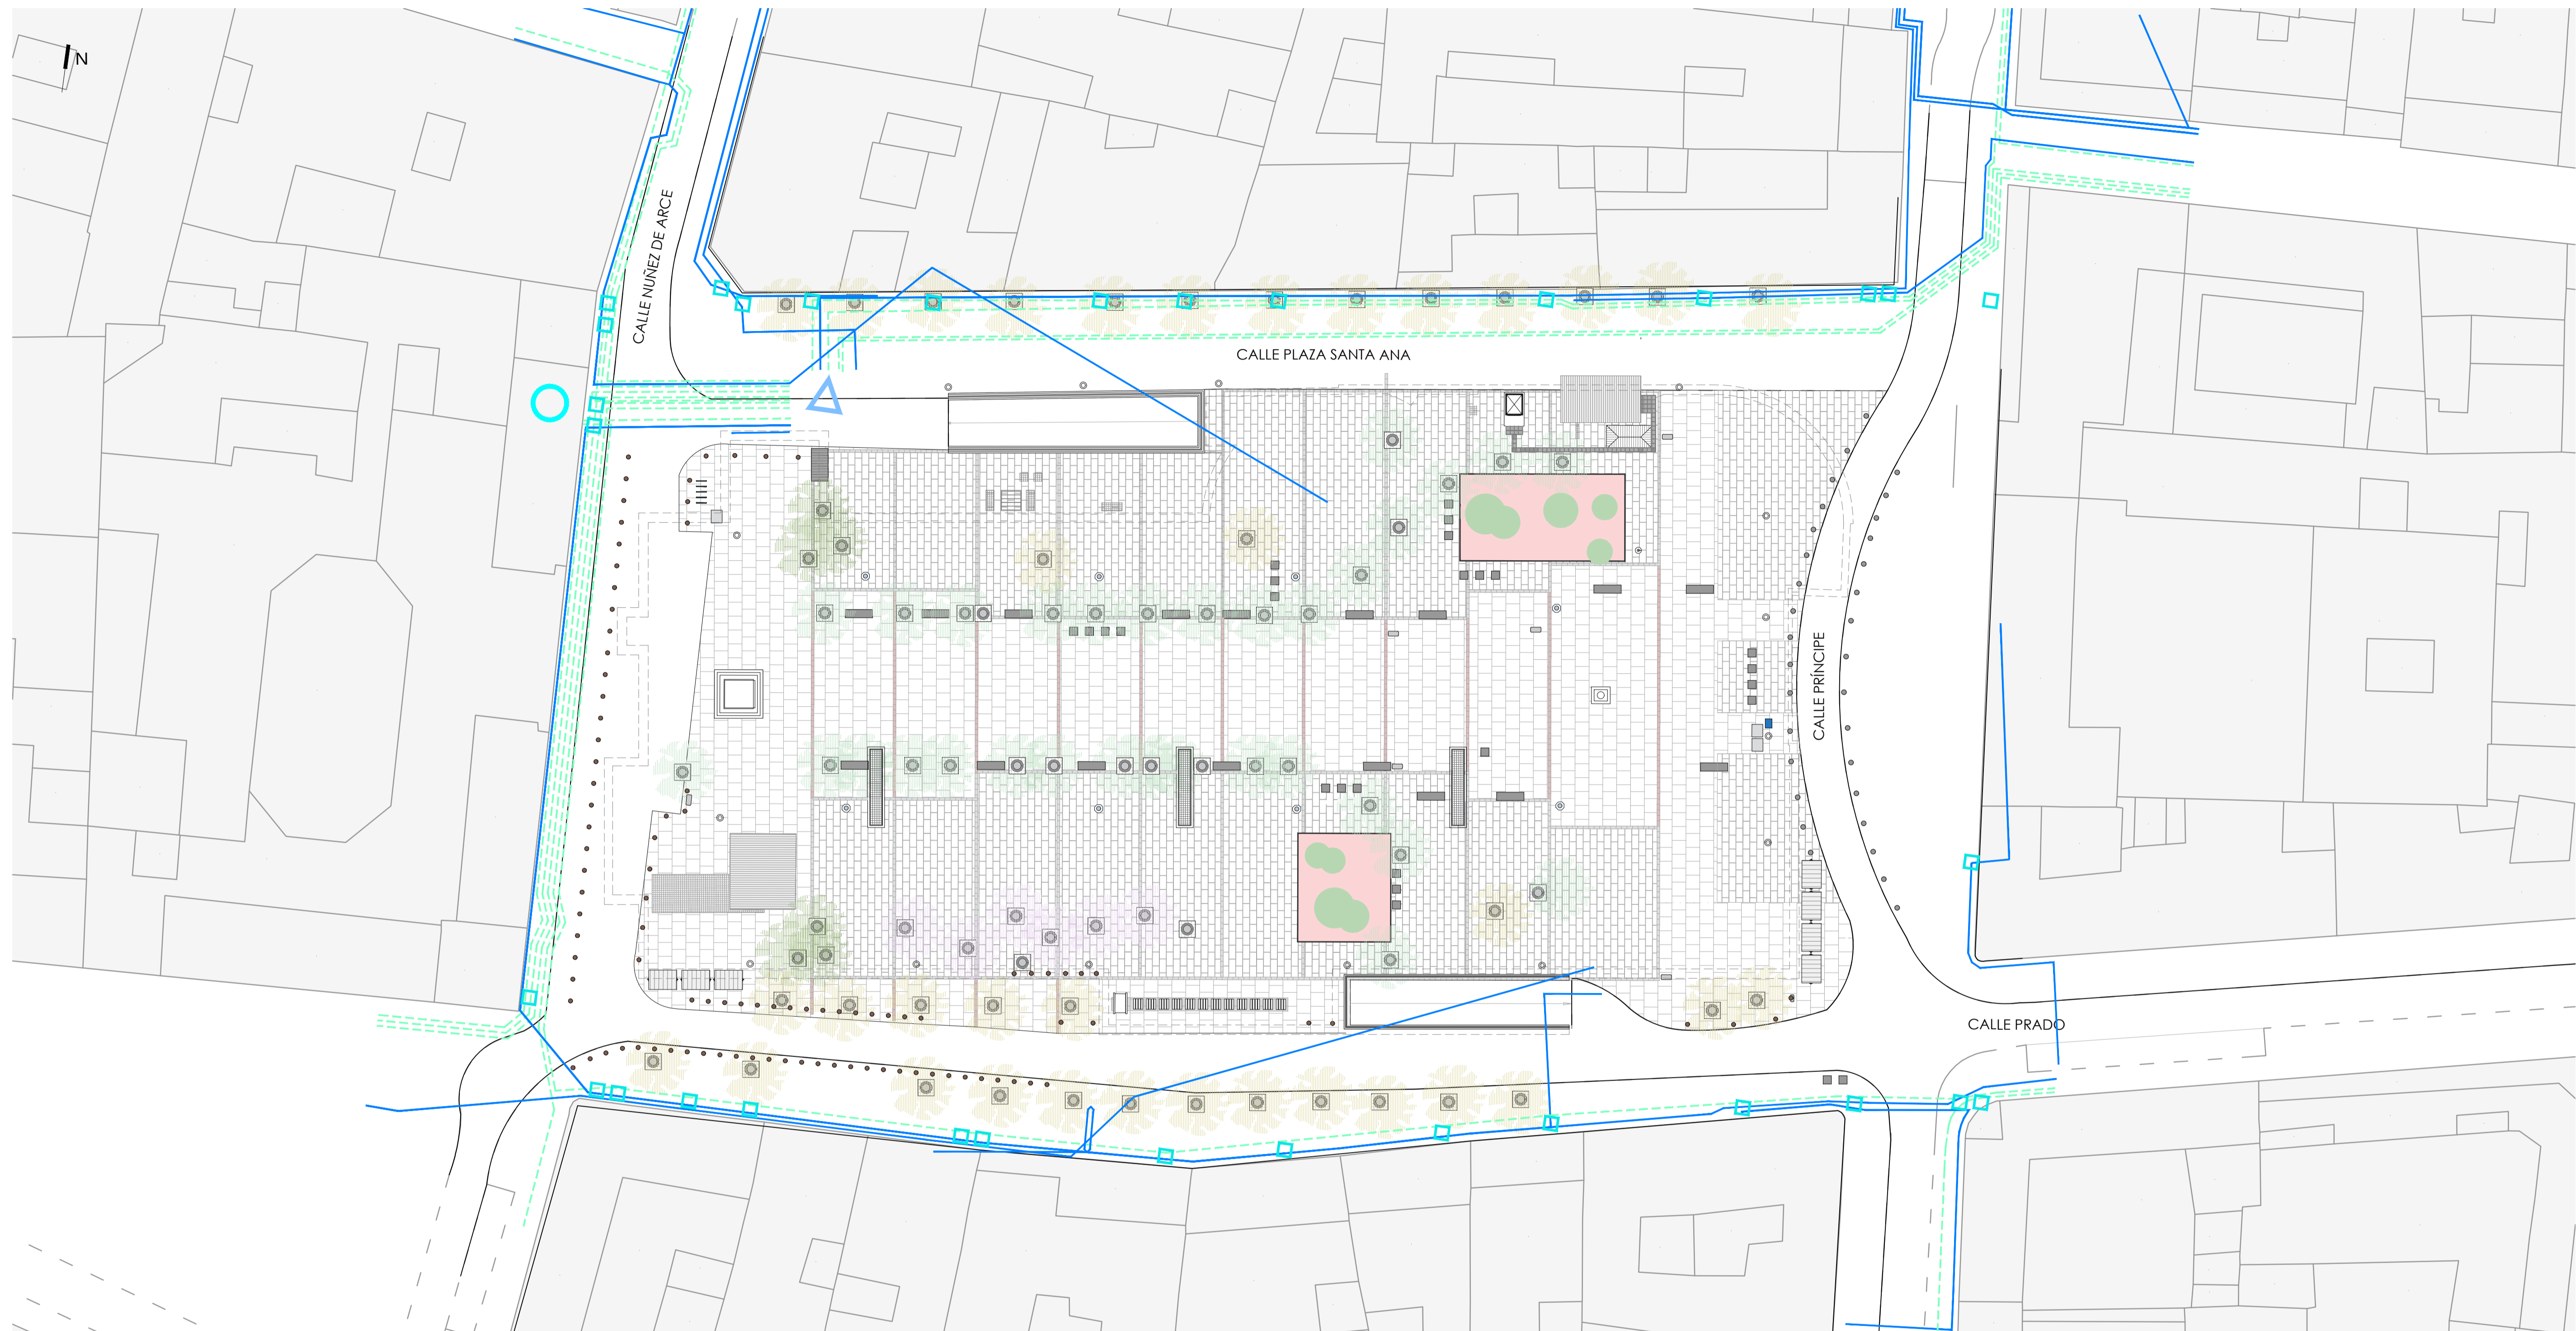 N
CALLE NUÑEZ DE ARCE
CALLE PLAZA SANTA ANA
CALLE PRÍNCIPE
CALLE PRADO